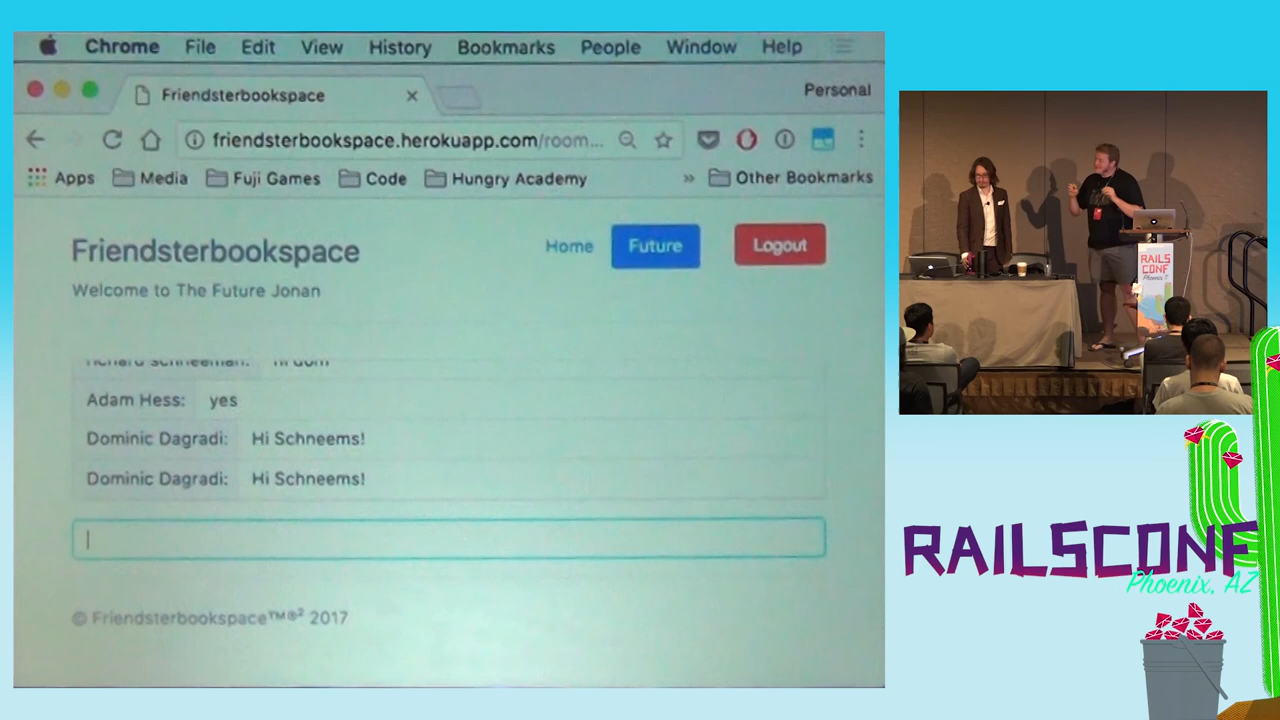 Chrome File Edit View History Bookmarks People Window Help
Friendsterbookspace
Personal
friendsterbookspace.herokuapp.com/room...
Apps Media Fuji Games Code Hungry Academy » Other Bookmarks
Friendsterbookspace
Home Future Logout
Welcome to The Future Jonan
Adam Hess: yes
Dominic Dagradi: Hi Schneems!
Dominic Dagradi: Hi Schneems!
© Friendsterbookspace™®² 2017
RAILS
CONF
RAILSCONF
Phoenix, AZ